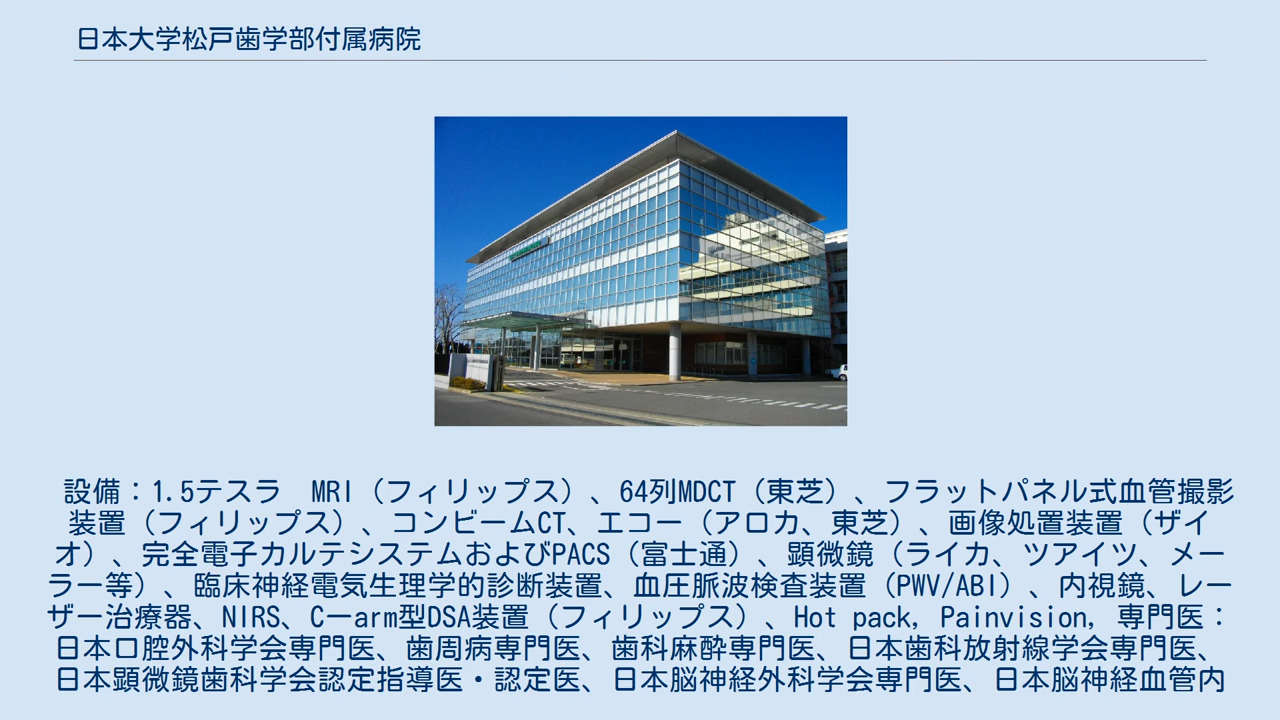 日本大学松戸歯学部付属病院
設備：1.5テスラ　MRI（フィリップス）、64列MDCT（東芝）、フラットパネル式血管撮影
装置（フィリップス）、コンビームCT、エコー（アロカ、東芝）、画像処置装置（ザイ
オ）、完全電子カルテシステムおよびPACS（富士通）、顕微鏡（ライカ、ツアイツ、メー
ラー等）、臨床神経電気生理学的診断装置、血圧脈波検査装置（PWV/ABI）、内視鏡、レー
ザー治療器、NIRS、Cーarm型DSA装置（フィリップス）、Hot pack, Painvision, 専門医：
日本口腔外科学会専門医、歯周病専門医、歯科麻酔専門医、日本歯科放射線学会専門医、
日本顕微鏡歯科学会認定指導医・認定医、日本脳神経外科学会専門医、日本脳神経血管内